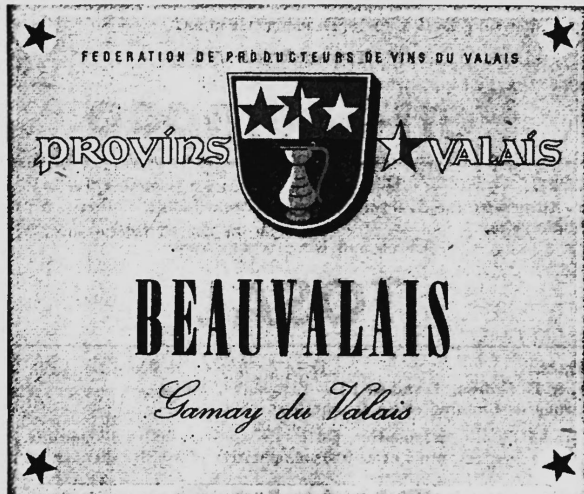 FEDERATION DE PRODUCTEURS DE VINS DU VALAIS
PROVINS VALAIS
BEAUVALAIS
Gamay du Valais